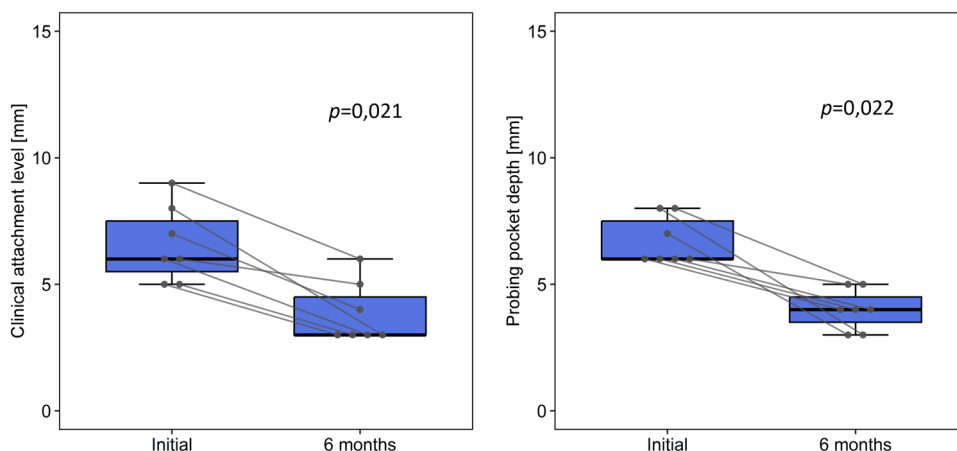 Clinical attachment level [mm]
15
10
5
0
p=0,021
Initial
6 months
Probing pocket depth [mm]
15
10
5
0
p=0,022
Initial
6 months